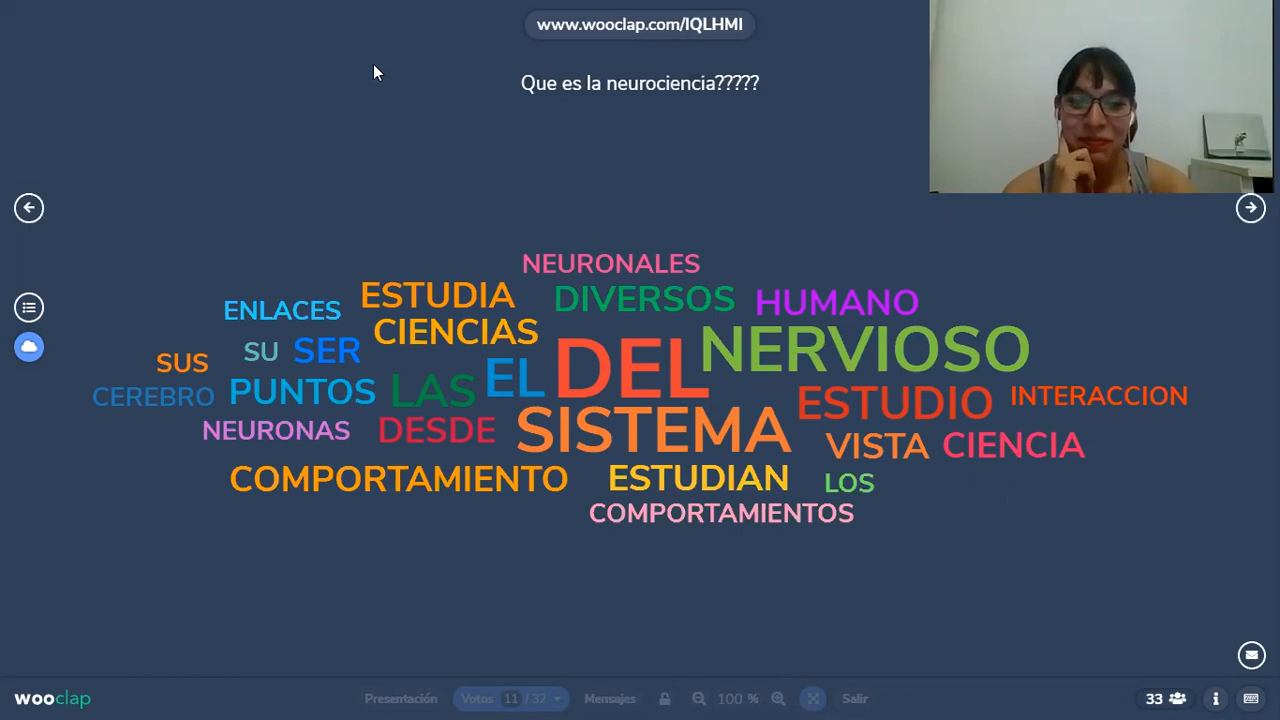 www.wooclap.com/IQLHMI
Que es la neurociencia?????
NEURONALES
ENLACES ESTUDIA DIVERSOS HUMANO
CIENCIAS
SUS SU SER EL DEL NERVIOSO
CEREBRO PUNTOS LAS ESTUDIO INTERACCION
NEURONAS DESDE SISTEMA VISTA CIENCIA
COMPORTAMIENTO ESTUDIAN LOS
COMPORTAMIENTOS
wooclap Presentación Votos 11 / 32 Mensajes 100 % Salir 33